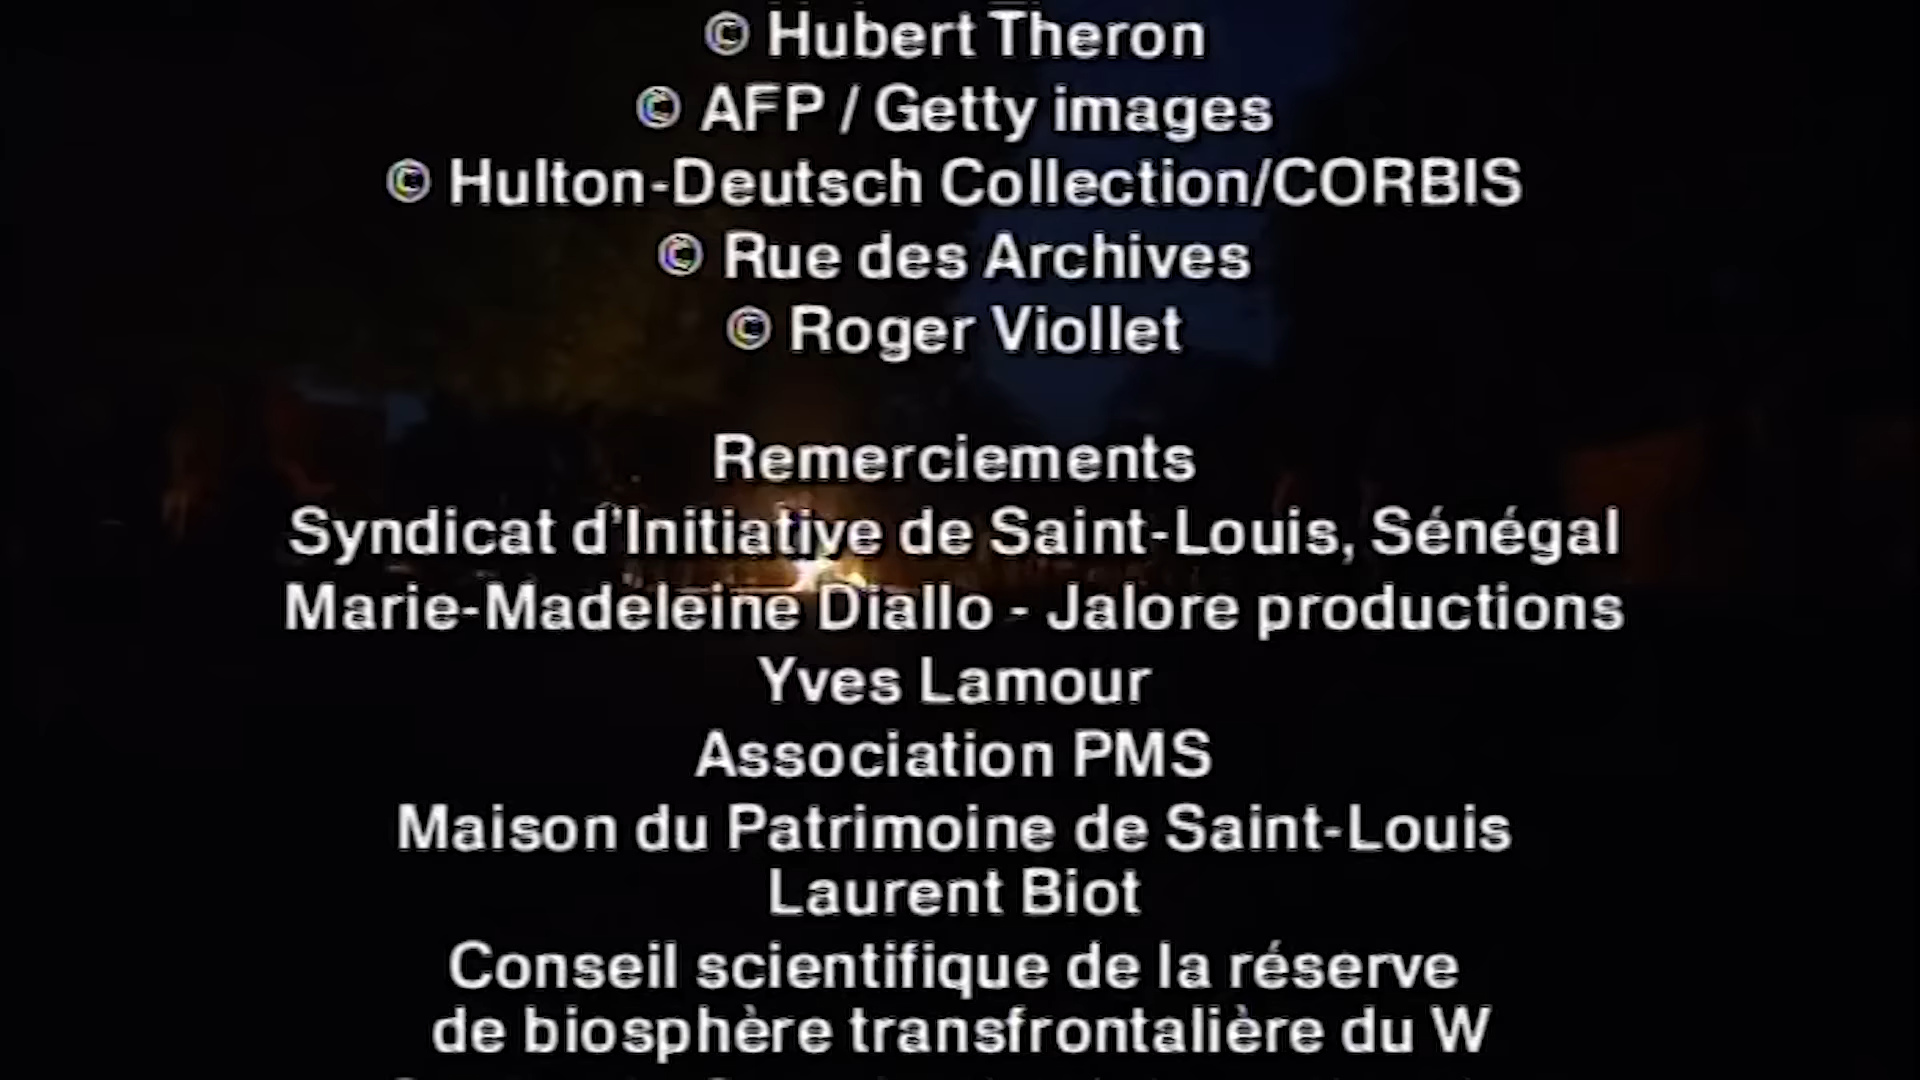 © Hubert Theron
© AFP / Getty images
© Hulton-Deutsch Collection/CORBIS
© Rue des Archives
© Roger Viollet
Remerciements
Syndicat d'Initiative de Saint-Louis, Sénégal
Marie-Madeleine Diallo - Jalore productions
Yves Lamour
Association PMS
Maison du Patrimoine de Saint-Louis
Laurent Biot
Conseil scientifique de la réserve
de biosphère transfrontalière du W